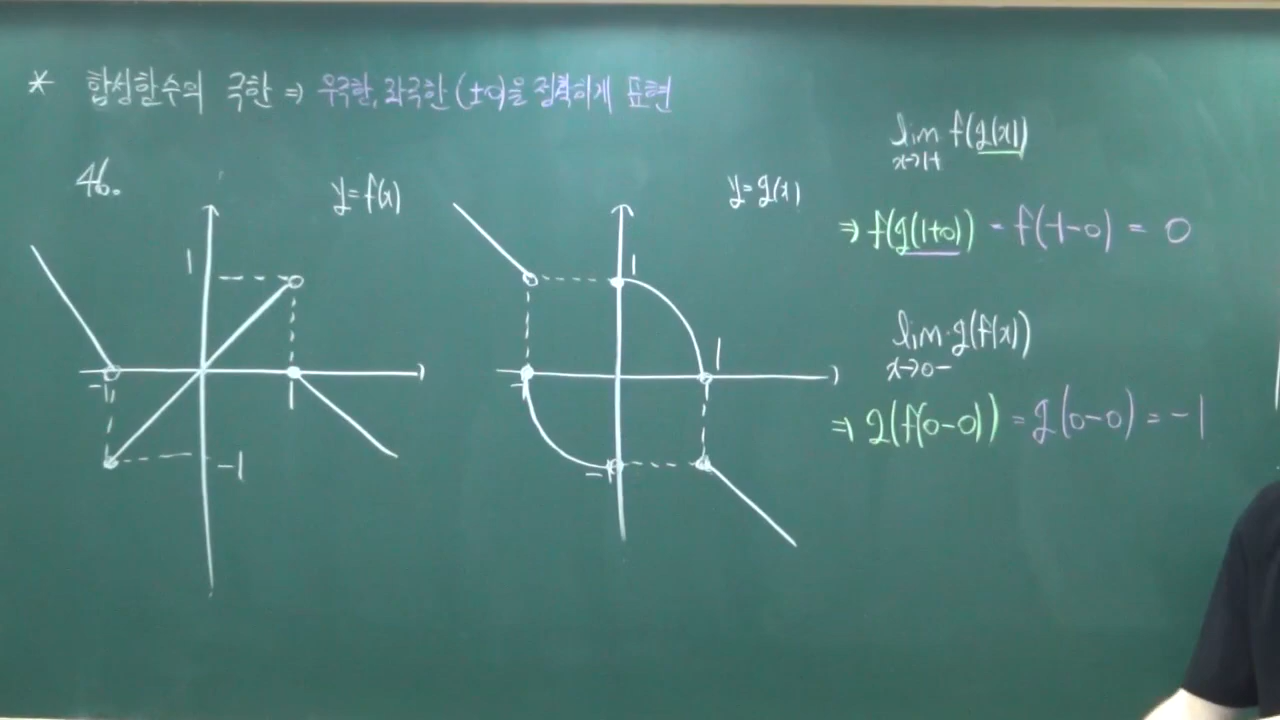 * 합성함수의 극한 ⇒ 우극한, 좌극한 (±0)을 정확하게 표현
46.
y=f(x)
1
-1
1
-1
y=g(x)
1
1
-1
-1
lim f(g(x))
x→1+
⇒ f(g(1+0)) = f(-1-0) = 0
lim g(f(x))
x→0-
⇒ g(f(0-0)) = g(0-0) = -1